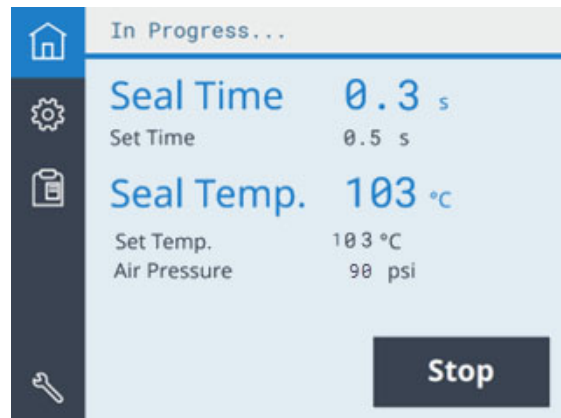 In Progress...
Seal Time 0.3 s
Set Time 0.5 s
Seal Temp. 103 °C
Set Temp. 103 °C
Air Pressure 90 psi
Stop